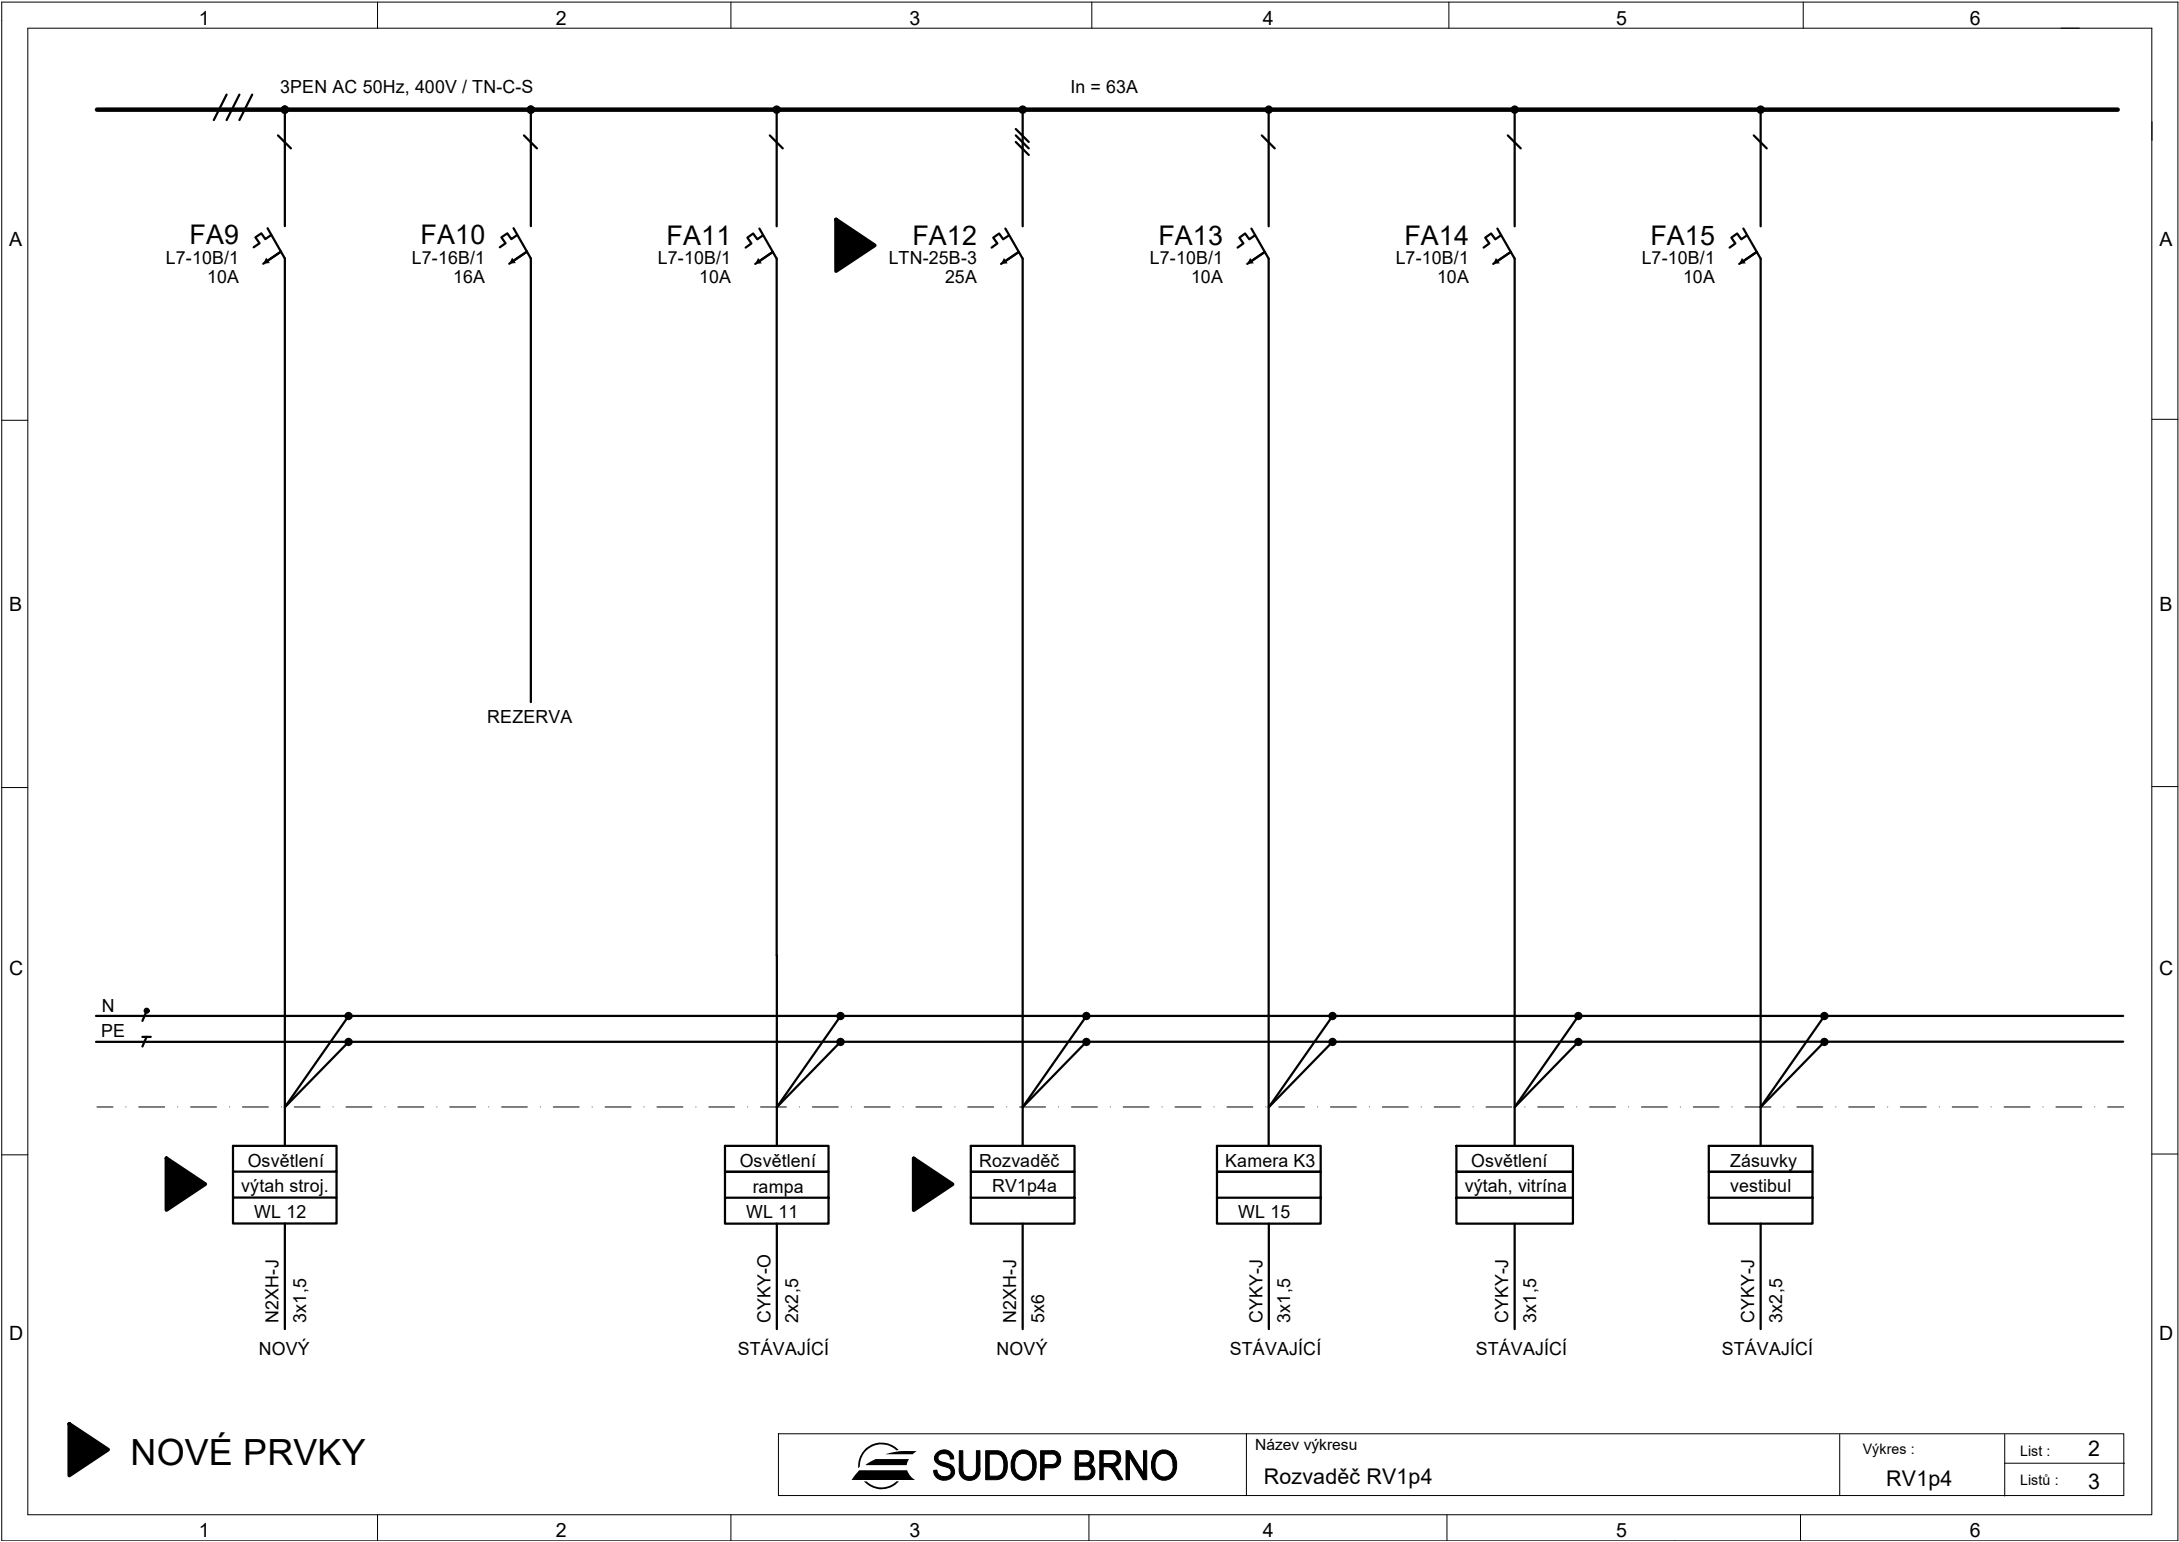 1 2 3 4 5 6
3PEN AC 50Hz, 400V / TN-C-S
In = 63A
A
FA9
L7-10B/1
10A
FA10
L7-16B/1
16A
FA11
L7-10B/1
10A
FA12
LTN-25B-3
25A
FA13
L7-10B/1
10A
FA14
L7-10B/1
10A
FA15
L7-10B/1
10A
A
B
REZERVA
B
C
N
PE
C
Osvětlení
výtah stroj.
WL 12
N2XH-J
3x1,5
NOVÝ
Osvětlení
rampa
WL 11
CYKY-O
2x2,5
STÁVAJÍCÍ
Rozvaděč
RV1p4a
N2XH-J
5x6
NOVÝ
Kamera K3
WL 15
CYKY-J
3x1,5
STÁVAJÍCÍ
Osvětlení
výtah, vitrína
CYKY-J
3x1,5
STÁVAJÍCÍ
Zásuvky
vestibul
CYKY-J
3x2,5
STÁVAJÍCÍ
D
D
NOVÉ PRVKY
SUDOP BRNO
Název výkresu
Rozvaděč RV1p4
Výkres :
RV1p4
List : 2
Listů : 3
1 2 3 4 5 6